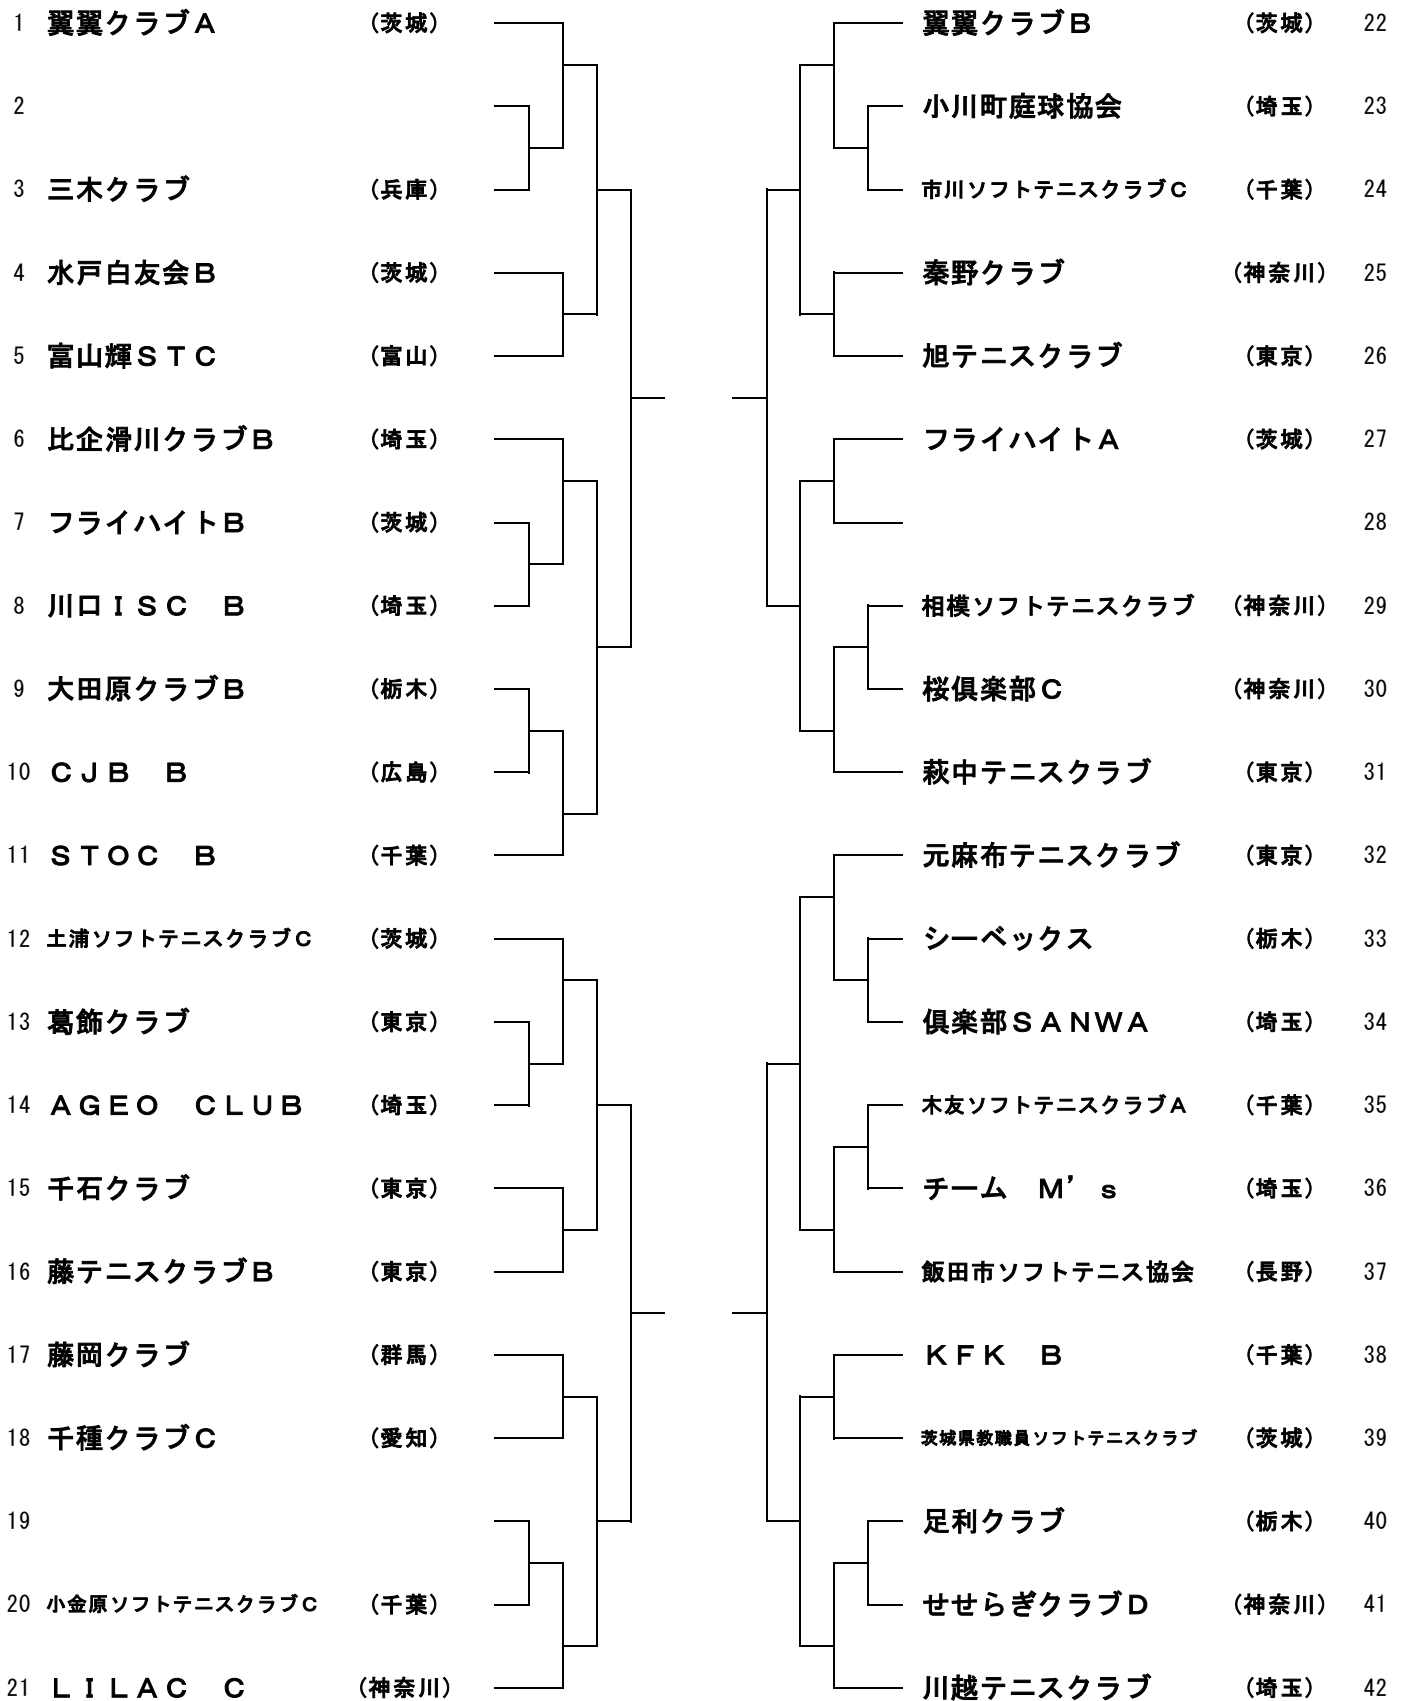 1 翼翼クラブA (茨城)
2
3 三木クラブ (兵庫)
4 水戸白友会B (茨城)
5 富山輝STC (富山)
6 比企滑川クラブB (埼玉)
7 フライハイトB (茨城)
8 川口ISC　B (埼玉)
9 大田原クラブB (栃木)
10 CJB　B (広島)
11 STOC　B (千葉)
12 土浦ソフトテニスクラブC (茨城)
13 葛飾クラブ (東京)
14 AGEO　CLUB (埼玉)
15 千石クラブ (東京)
16 藤テニスクラブB (東京)
17 藤岡クラブ (群馬)
18 千種クラブC (愛知)
19
20 小金原ソフトテニスクラブC (千葉)
21 LILAC　C (神奈川)
翼翼クラブB (茨城) 22
小川町庭球協会 (埼玉) 23
市川ソフトテニスクラブC (千葉) 24
秦野クラブ (神奈川) 25
旭テニスクラブ (東京) 26
フライハイトA (茨城) 27
28
相模ソフトテニスクラブ (神奈川) 29
桜倶楽部C (神奈川) 30
萩中テニスクラブ (東京) 31
元麻布テニスクラブ (東京) 32
シーベックス (栃木) 33
倶楽部SANWA (埼玉) 34
木友ソフトテニスクラブA (千葉) 35
チーム　M’s (埼玉) 36
飯田市ソフトテニス協会 (長野) 37
KFK　B (千葉) 38
茨城県教職員ソフトテニスクラブ (茨城) 39
足利クラブ (栃木) 40
せせらぎクラブD (神奈川) 41
川越テニスクラブ (埼玉) 42